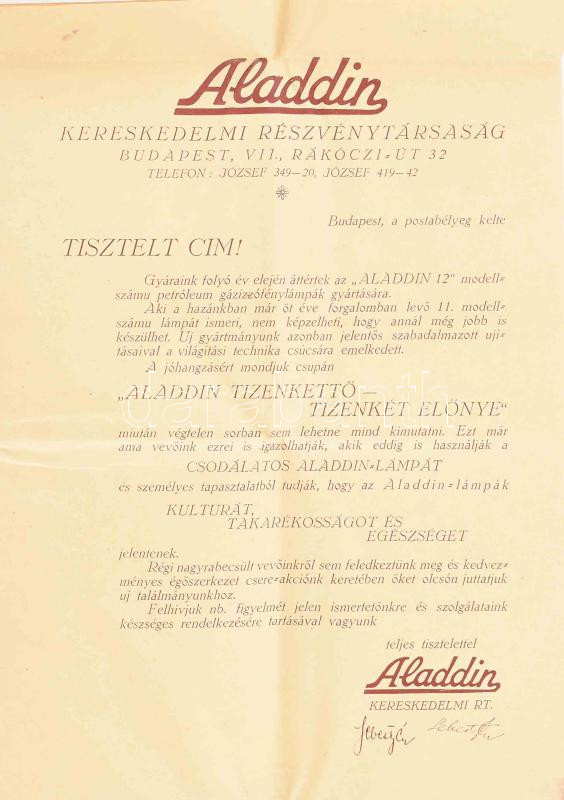 Aladdin
KERESKEDELMI RÉSZVÉNYTÁRSASÁG
BUDAPEST, VII., RÁKÓCZI=ÚT 32
TELEFON: JÓZSEF 349—20, JÓZSEF 419—42
Budapest, a postabélyeg kelte
TISZTELT CIM!
Gyáraink folyó év elején áttértek az „ALADDIN 12" modell=
számu petróleum gázizzófénylámpák gyártására.
Aki a hazánkban már öt éve forgalomban levő 11. modell=
számu lámpát ismeri, nem képzelheti, hogy annál még jobb is
készülhet. Uj gyártmányunk azonban jelentős szabadalmazott uji=
tásaival a világitási technika csúcsára emelkedett.
A jóhangzásért mondjuk csupán
„ALADDIN TIZENKETTŐ —
TIZENKÉT ELŐNYE"
miután végtelen sorban sem lehetne mind kimutatni. Ezt már
ama vevőink ezrei is igazolhatják, akik eddig is használják a
CSODÁLATOS ALADDIN=LÁMPÁT
és személyes tapasztalatból tudják, hogy az Aladdin=lámpák
KULTURÁT,
TAKARÉKOSSÁGOT ÉS
EGÉSZSÉGET
jelentenek.
Régi nagyrabecsült vevőinkről sem feledkeztünk meg és kedvez=
ményes égőszerkezet csere=akciónk keretében őket olcsón juttatjuk
uj találmányunkhoz.
Felhivjuk nb. figyelmét jelen ismertetőnkre és szolgálataink
készséges rendelkezésére tartásával vagyunk
teljes tisztelettel
Aladdin
KERESKEDELMI RT.
darabanth